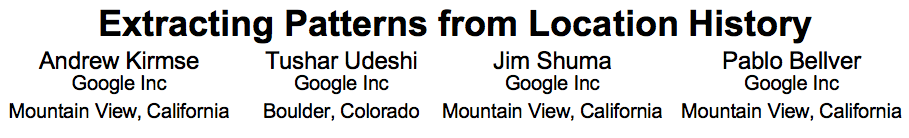 Extracting Patterns from Location History
Andrew Kirmse Tushar Udeshi Jim Shuma Pablo Bellver
Google Inc Google Inc Google Inc Google Inc
Mountain View, California Boulder, Colorado Mountain View, California Mountain View, California